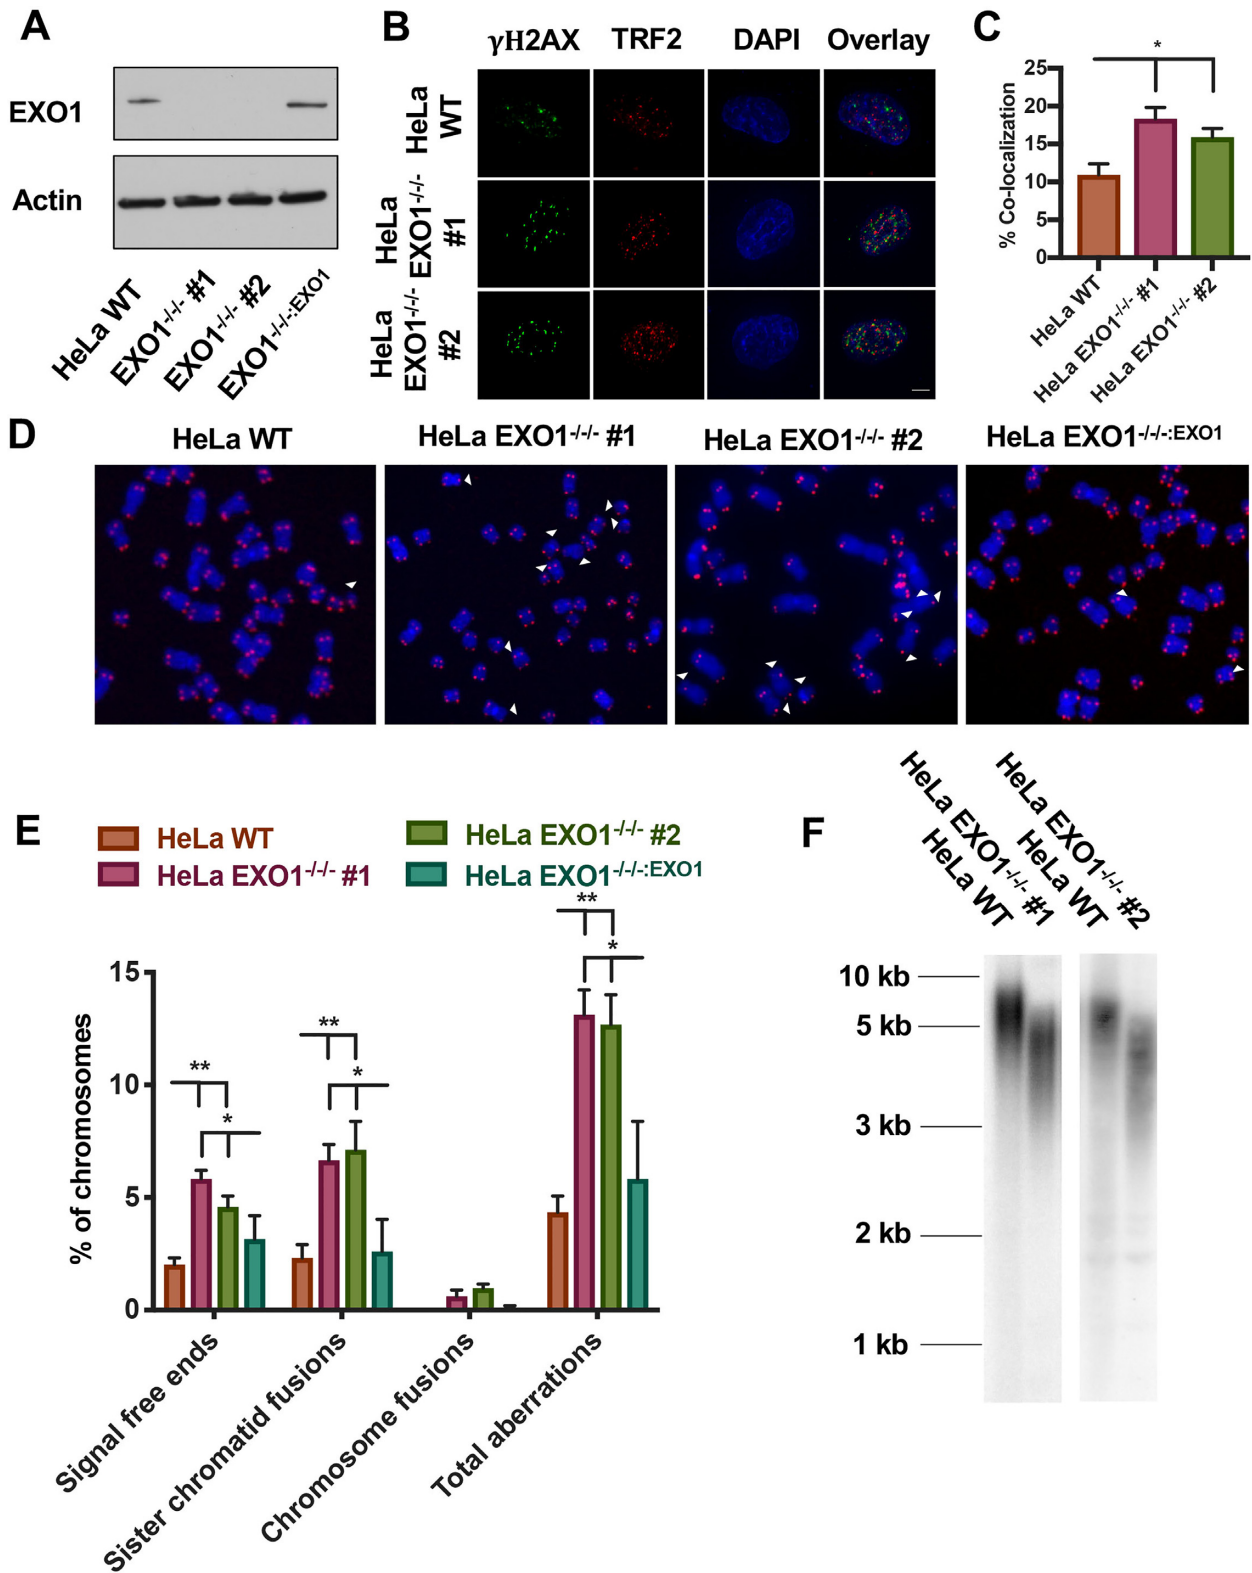 A
EXO1
Actin
HeLa WT
EXO1-/-/- #1
EXO1-/-/- #2
EXO1-/-/-:EXO1
B
γH2AX TRF2 DAPI Overlay
HeLa
WT
HeLa
EXO1-/-/-
#1
HeLa
EXO1-/-/-
#2
C
*
% Co-localization
25
20
15
10
5
0
HeLa WT
HeLa EXO1-/-/- #1
HeLa EXO1-/-/- #2
D
HeLa WT
HeLa EXO1-/-/- #1
HeLa EXO1-/-/- #2
HeLa EXO1-/-/-:EXO1
E
HeLa WT
HeLa EXO1-/-/- #1
HeLa EXO1-/-/- #2
HeLa EXO1-/-/-:EXO1
% of chromosomes
15
10
5
0
**
*
**
*
**
*
Signal free ends
Sister chromatid fusions
Chromosome fusions
Total aberrations
F
HeLa WT
HeLa EXO1-/-/- #1
HeLa WT
HeLa EXO1-/-/- #2
10 kb
5 kb
3 kb
2 kb
1 kb